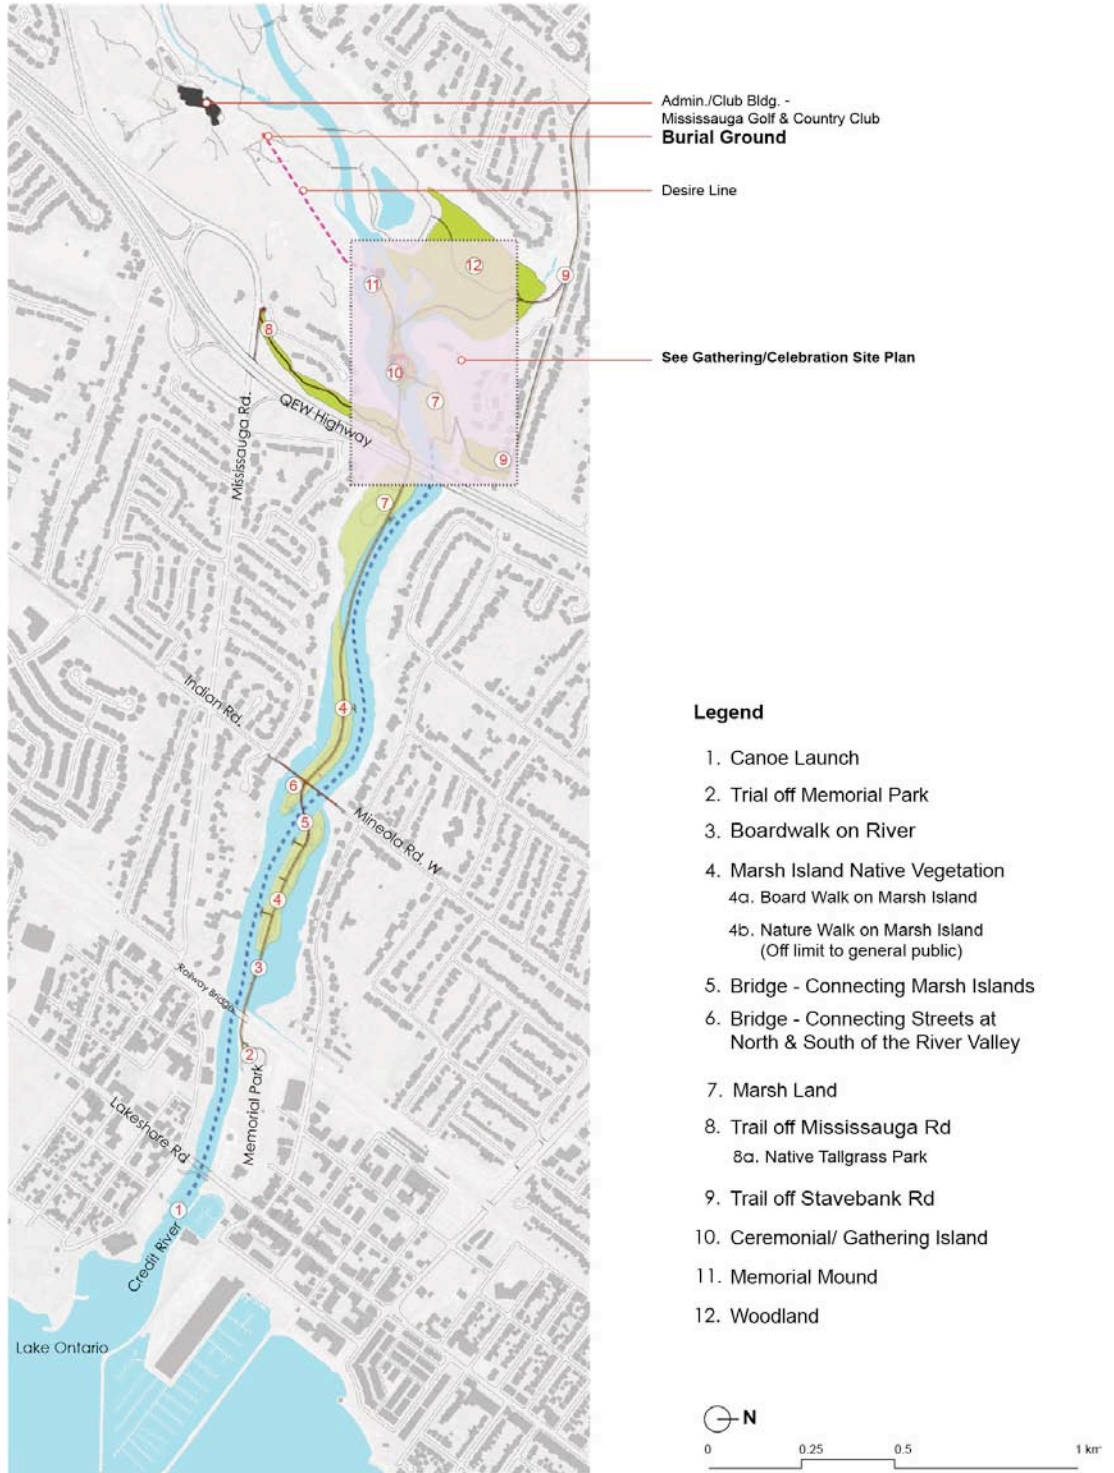 Admin./Club Bldg. -
Mississauga Golf & Country Club
Burial Ground
Desire Line
12
9
11
8
See Gathering/Celebration Site Plan
10
7
QEW Highway
Mississauga Rd.
9
7
4
Indian Rd.
6
5
Mineola Rd. W
4
3
Railway Bridge
2
Memorial Park
Lakeshare Rd
1
Credit River
Lake Ontario
Legend
1. Canoe Launch
2. Trial off Memorial Park
3. Boardwalk on River
4. Marsh Island Native Vegetation
4a. Board Walk on Marsh Island
4b. Nature Walk on Marsh Island
(Off limit to general public)
5. Bridge - Connecting Marsh Islands
6. Bridge - Connecting Streets at
North & South of the River Valley
7. Marsh Land
8. Trail off Mississauga Rd
8a. Native Tallgrass Park
9. Trail off Stavebank Rd
10. Ceremonial/ Gathering Island
11. Memorial Mound
12. Woodland
N
0 0.25 0.5 1 km